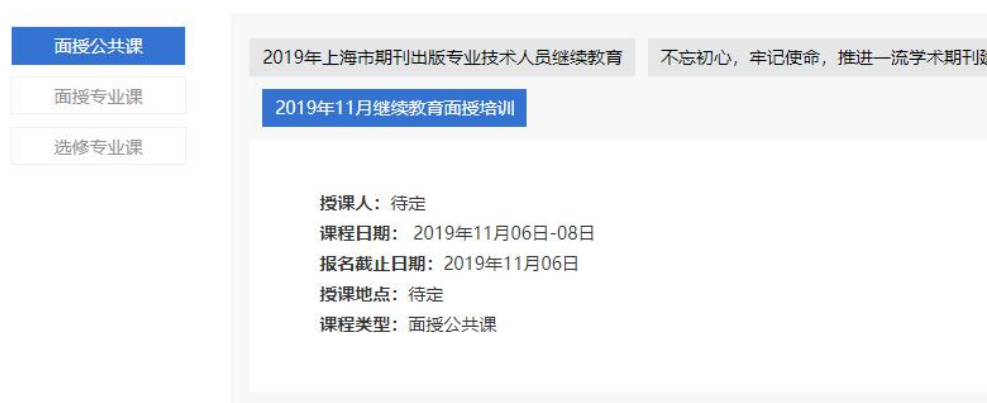 面授公共课
面授专业课
选修专业课
2019年上海市期刊出版专业技术人员继续教育
不忘初心，牢记使命，推进一流学术期刊建
2019年11月继续教育面授培训
授课人：待定
课程日期： 2019年11月06日-08日
报名截止日期：2019年11月06日
授课地点：待定
课程类型：面授公共课